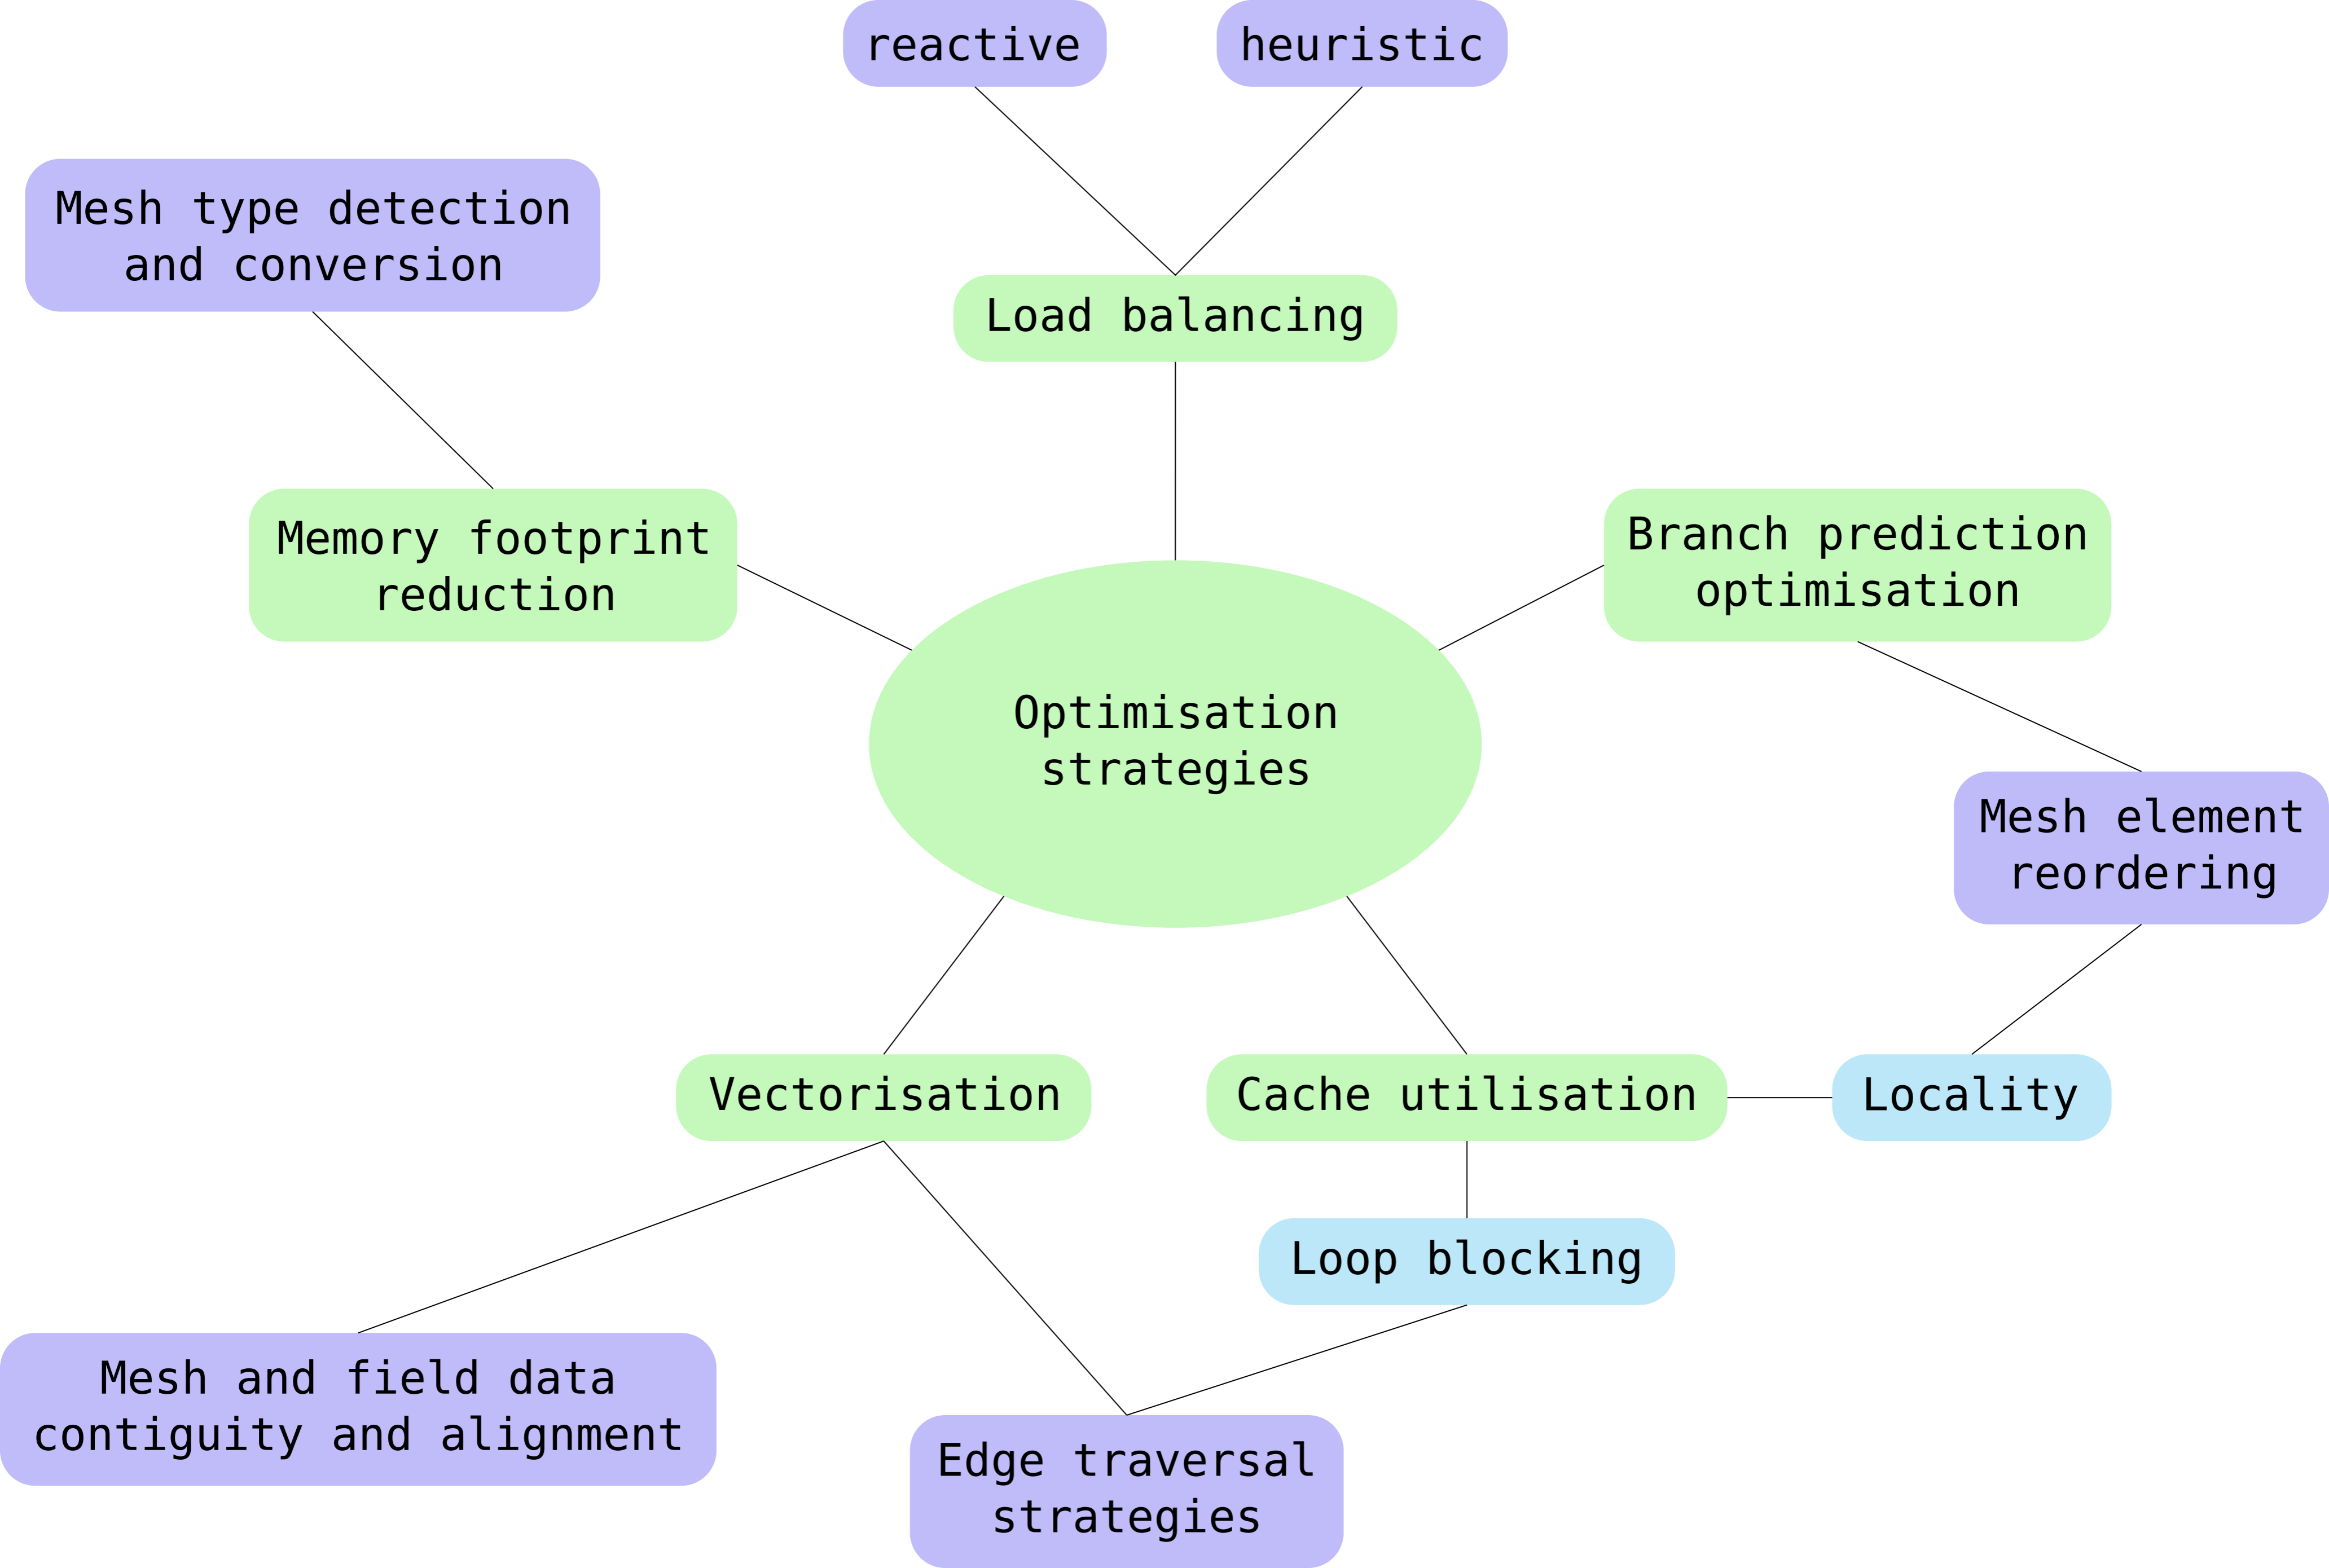 reactive
heuristic
Mesh type detection
and conversion
Load balancing
Memory footprint
reduction
Branch prediction
optimisation
Optimisation
strategies
Mesh element
reordering
Vectorisation
Cache utilisation
Locality
Loop blocking
Mesh and field data
contiguity and alignment
Edge traversal
strategies